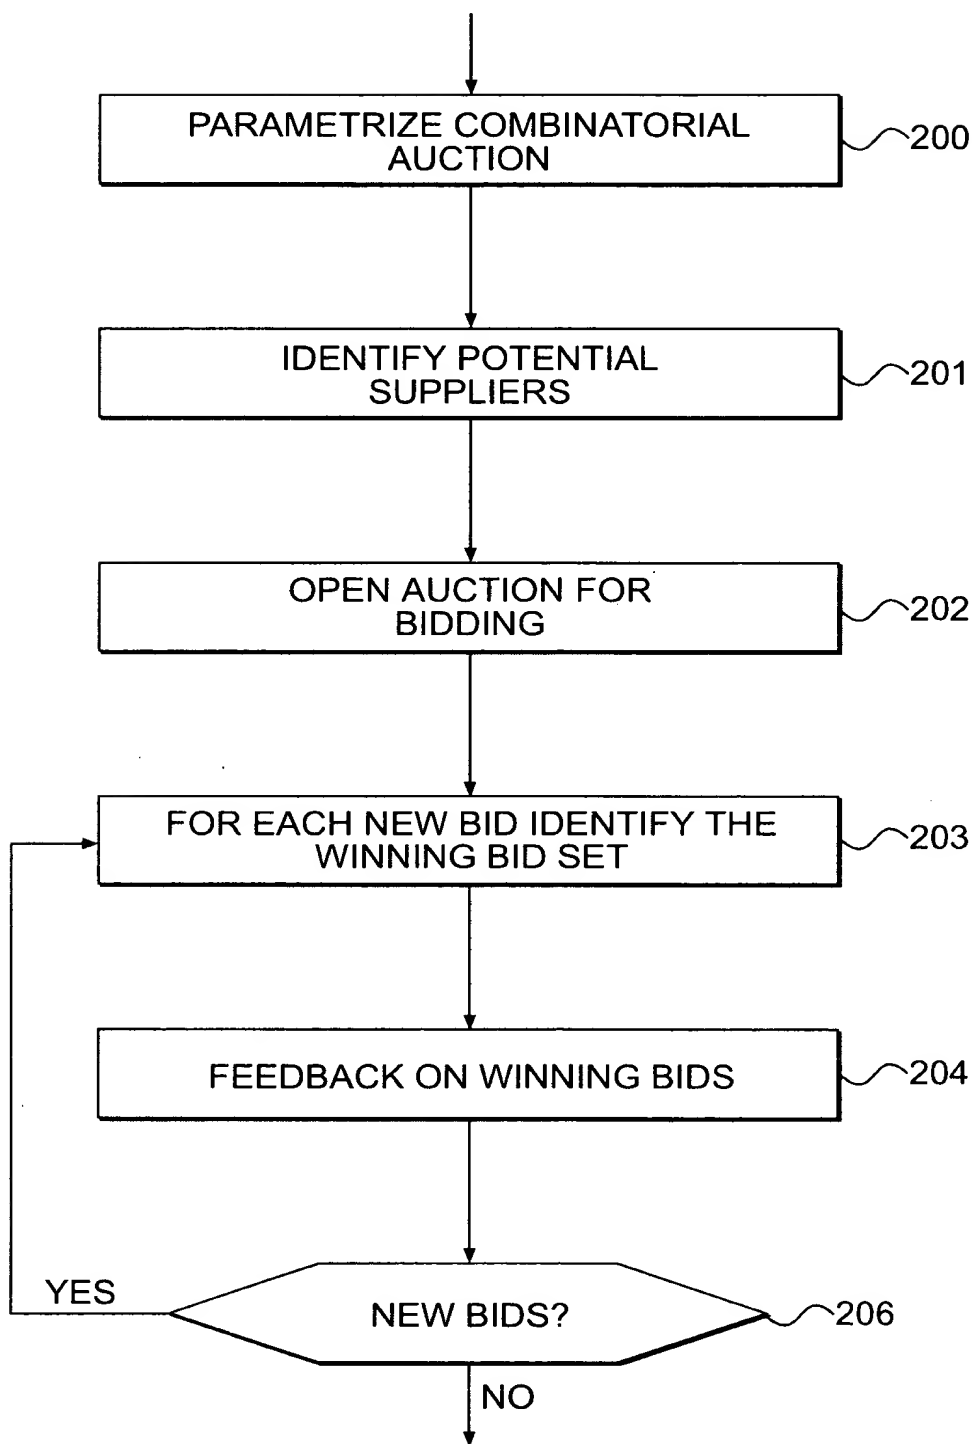 PARAMETRIZE COMBINATORIAL
AUCTION
200
IDENTIFY POTENTIAL
SUPPLIERS
201
OPEN AUCTION FOR
BIDDING
202
FOR EACH NEW BID IDENTIFY THE
WINNING BID SET
203
FEEDBACK ON WINNING BIDS
204
YES
NEW BIDS?
206
NO